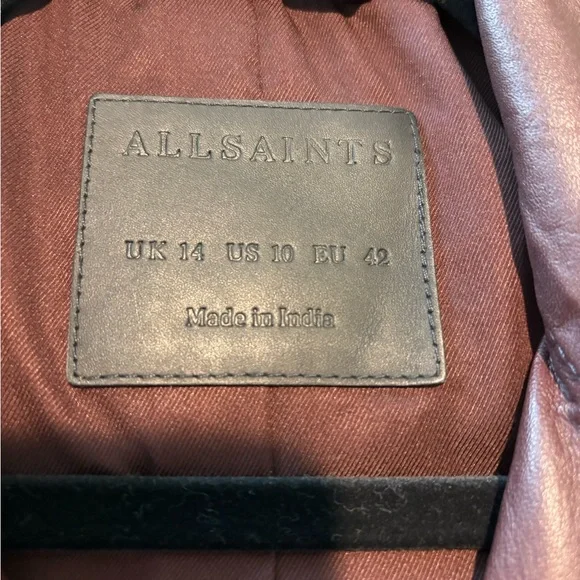 ALLSAINTS
UK 14 US 10 EU 42
Made in India